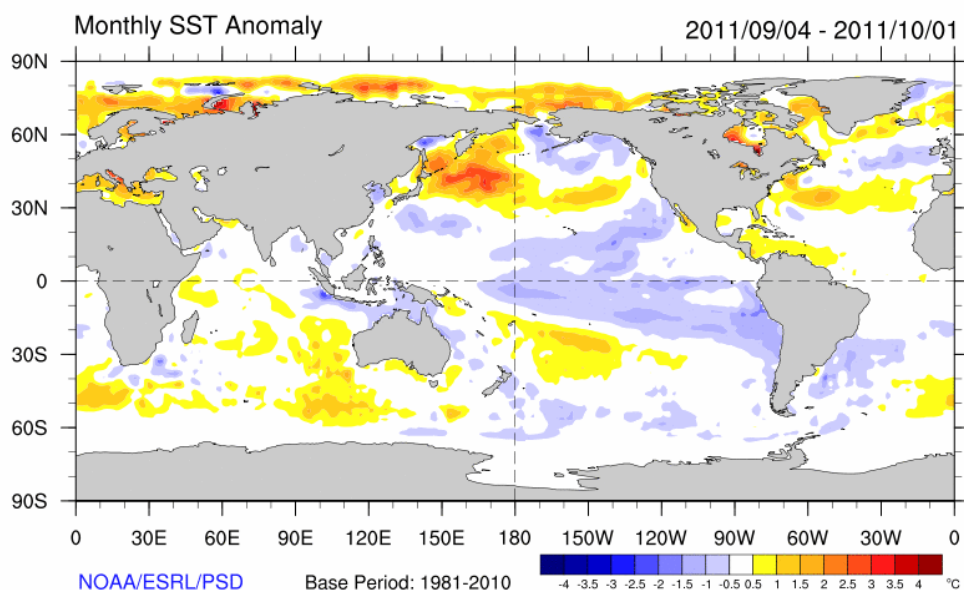 Monthly SST Anomaly 2011/09/04 - 2011/10/01
90N
60N
30N
0
30S
60S
90S
0 30E 60E 90E 120E 150E 180 150W 120W 90W 60W 30W 0
NOAA/ESRL/PSD Base Period: 1981-2010
-4 -3.5 -3 -2.5 -2 -1.5 -1 -0.5 0.5 1 1.5 2 2.5 3 3.5 4 °C